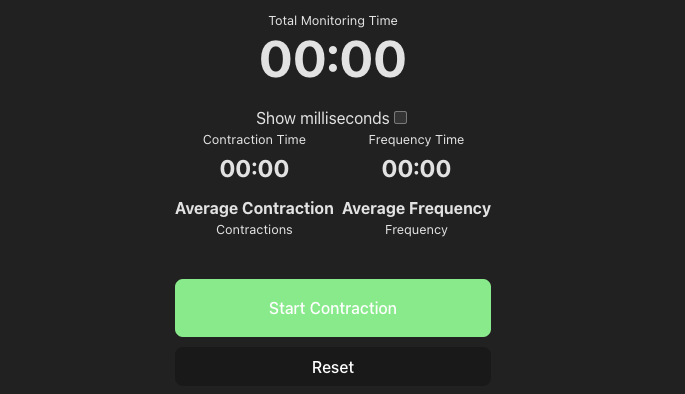 Total Monitoring Time
00:00
Show milliseconds
Contraction Time Frequency Time
00:00 00:00
Average Contraction Average Frequency
Contractions Frequency
Start Contraction
Reset